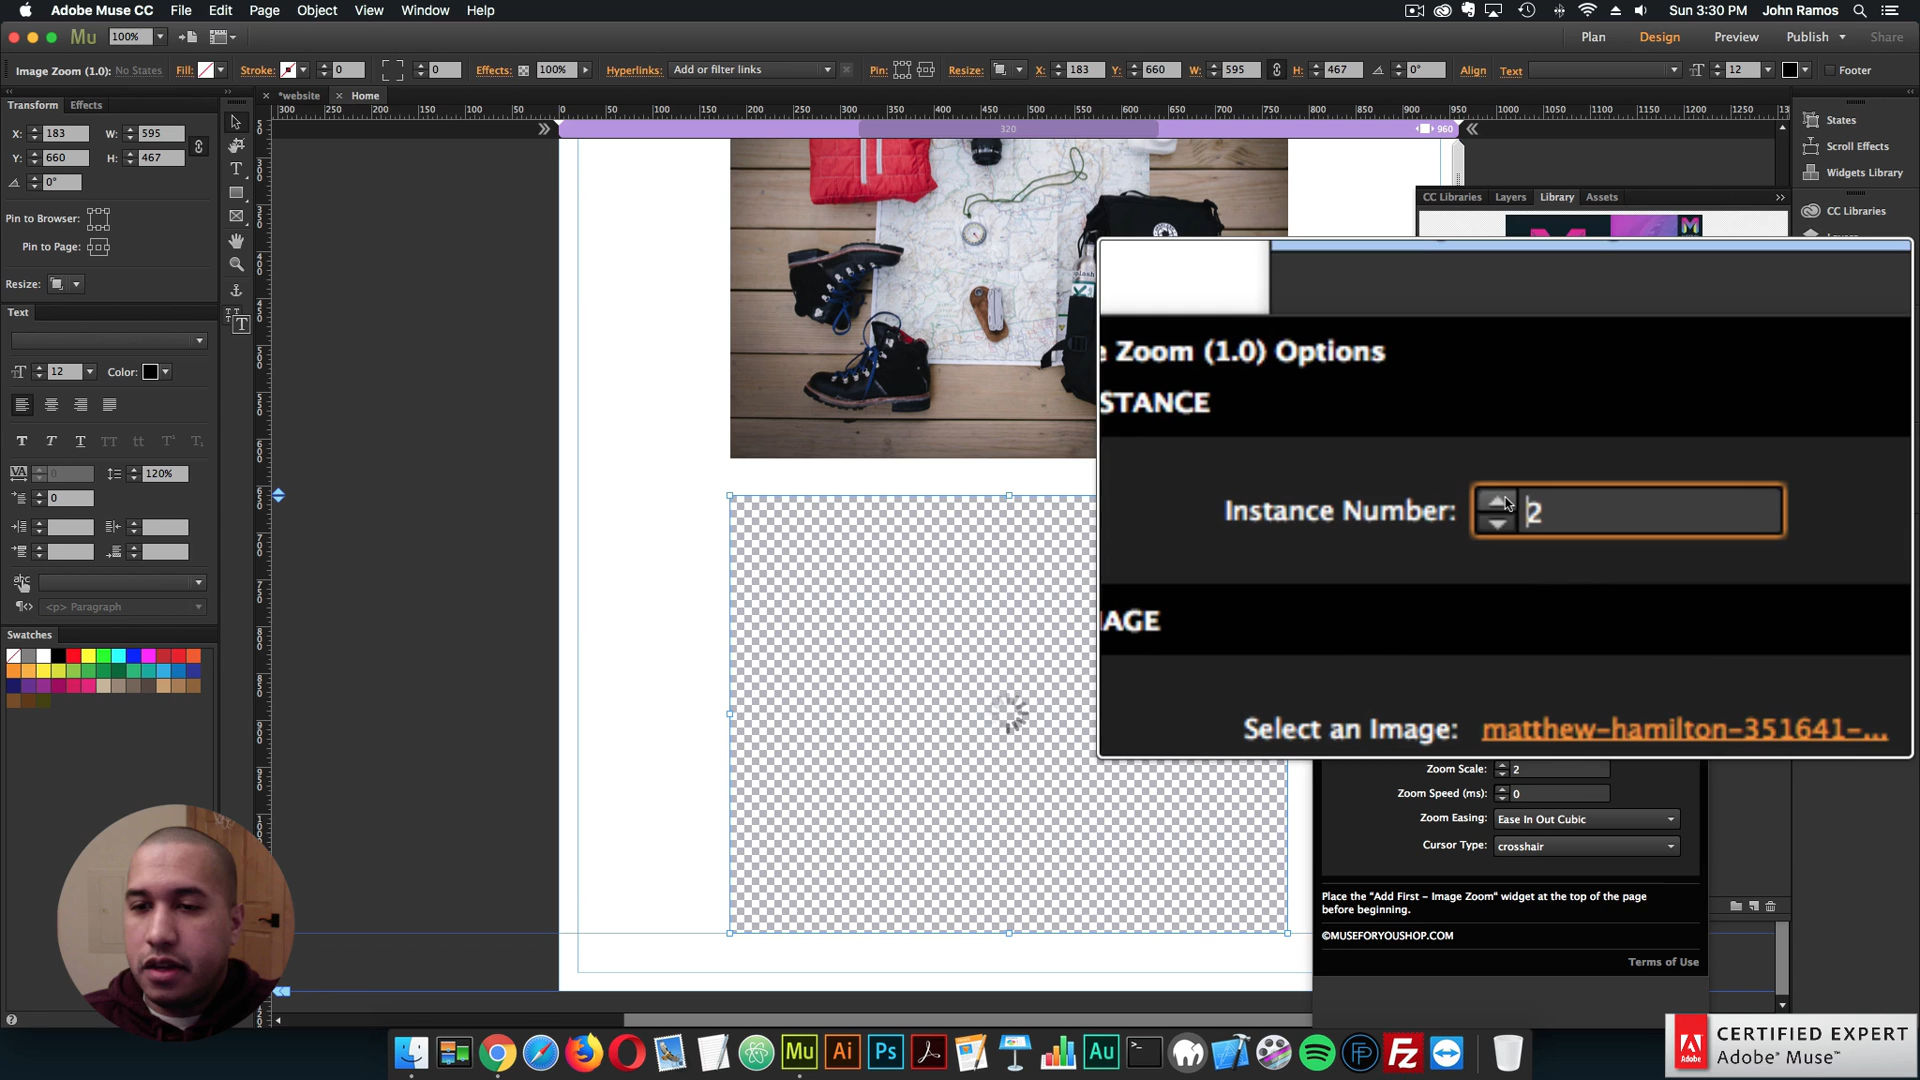 Adobe Muse CC File Edit Page Object View Window Help Sun 3:30 PM John Ramos
Mu 100% Plan Design Preview Publish Share
Image Zoom (1.0): No States Fill: Stroke: 0 0 Effects: 100% Hyperlinks: Add or filter links Pin: Resize: X: 183 Y: 660 W: 595 H: 467 0° Align Text 12 Footer
Transform Effects
*website Home
300 250 200 150 100 50 0 50 100 150 200 250 300 350 400 450 500 550 600 650 700 750 800 850 900 950 1000 1050 1100 1150 1200 1250
320 960
X: 183 W: 595
Y: 660 H: 467
0°
Pin to Browser:
Pin to Page:
Resize:
Text
12 Color:
120%
0
<p> Paragraph
Swatches
States
Scroll Effects
Widgets Library
CC Libraries
CC Libraries Layers Library Assets
e Zoom (1.0) Options
STANCE
Instance Number: 2
AGE
Select an Image: matthew-hamilton-351641-...
Zoom Scale: 2
Zoom Speed (ms): 0
Zoom Easing: Ease In Out Cubic
Cursor Type: crosshair
Place the "Add First - Image Zoom" widget at the top of the page
before beginning.
©MUSEFORYOUSHOP.COM
Terms of Use
Mu Ai Ps Au Fz
Adobe
CERTIFIED EXPERT
Adobe® Muse™